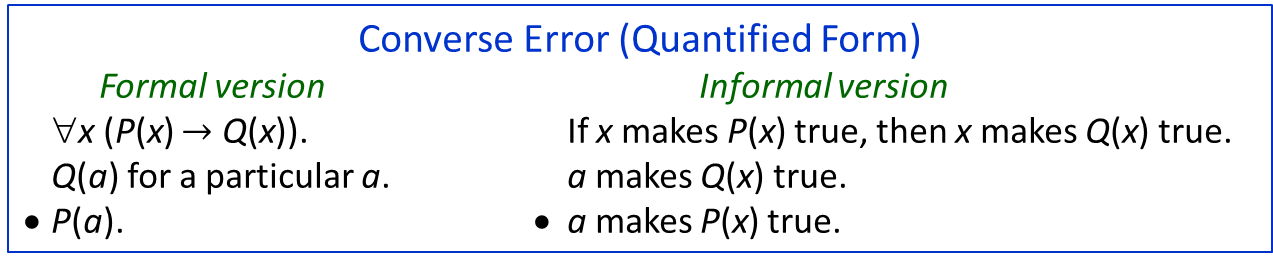 Converse Error (Quantified Form)
Formal version
∀x (P(x) → Q(x)).
Q(a) for a particular a.
• P(a).
Informal version
If x makes P(x) true, then x makes Q(x) true.
a makes Q(x) true.
• a makes P(x) true.